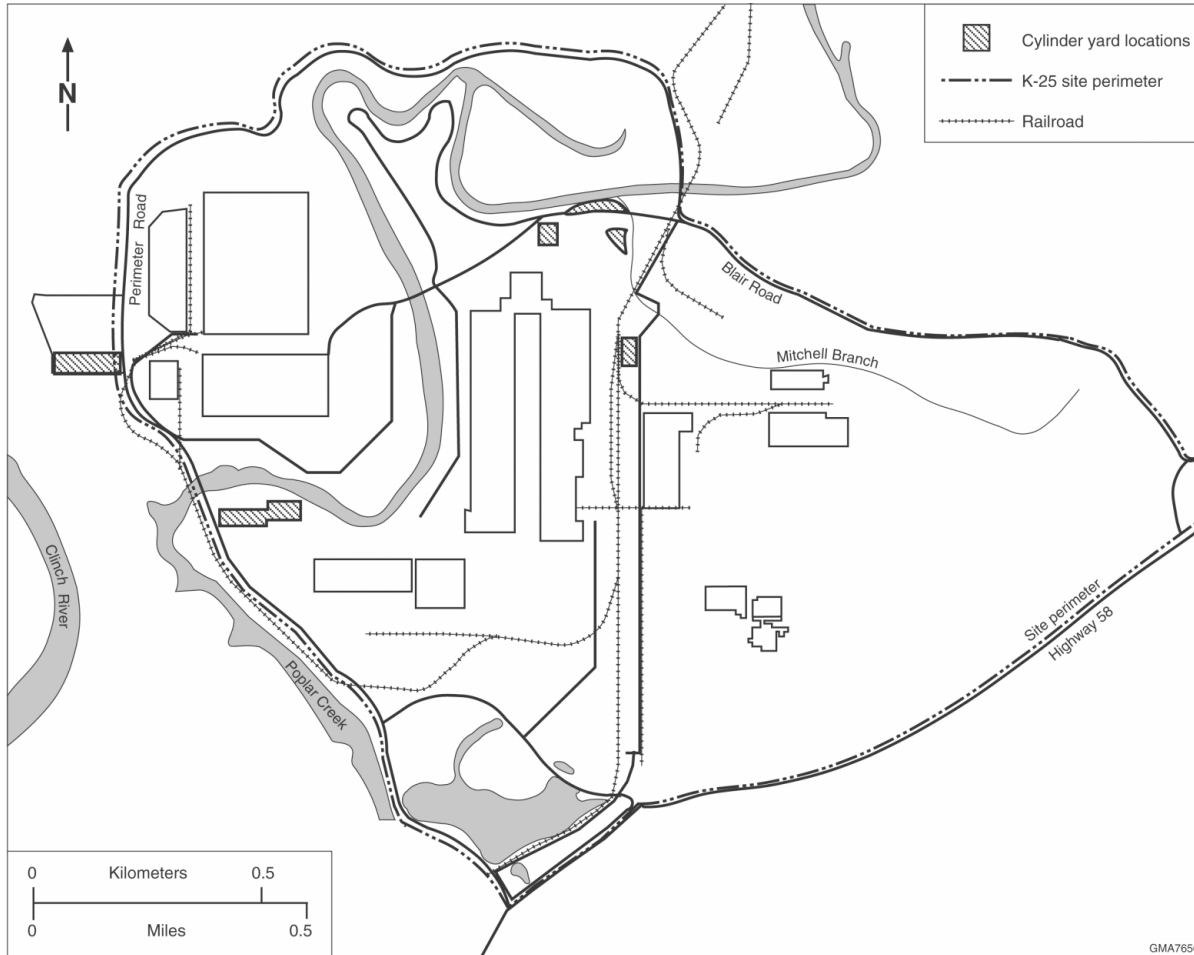 N
Cylinder yard locations
K-25 site perimeter
Railroad
Perimeter Road
Blair Road
Mitchell Branch
Clinch River
Poplar Creek
Site perimeter
Highway 58
0 Kilometers 0.5
0 Miles 0.5